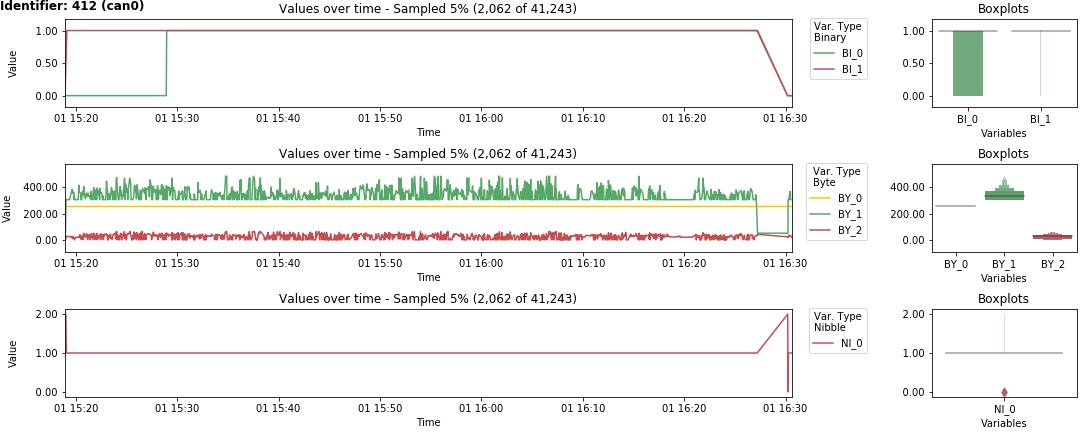 Identifier: 412 (can0)
Values over time - Sampled 5% (2,062 of 41,243)
Boxplots
Value
1.00
0.50
0.00
01 15:20 01 15:30 01 15:40 01 15:50 01 16:00 01 16:10 01 16:20 01 16:30
Time
Var. Type
Binary
BI_0
BI_1
1.00
0.50
0.00
BI_0 BI_1
Variables
Values over time - Sampled 5% (2,062 of 41,243)
Boxplots
Value
400.00
200.00
0.00
01 15:20 01 15:30 01 15:40 01 15:50 01 16:00 01 16:10 01 16:20 01 16:30
Time
Var. Type
Byte
BY_0
BY_1
BY_2
400.00
200.00
0.00
BY_0 BY_1 BY_2
Variables
Values over time - Sampled 5% (2,062 of 41,243)
Boxplots
Value
2.00
1.00
0.00
01 15:20 01 15:30 01 15:40 01 15:50 01 16:00 01 16:10 01 16:20 01 16:30
Time
Var. Type
Nibble
NI_0
2.00
1.00
0.00
NI_0
Variables